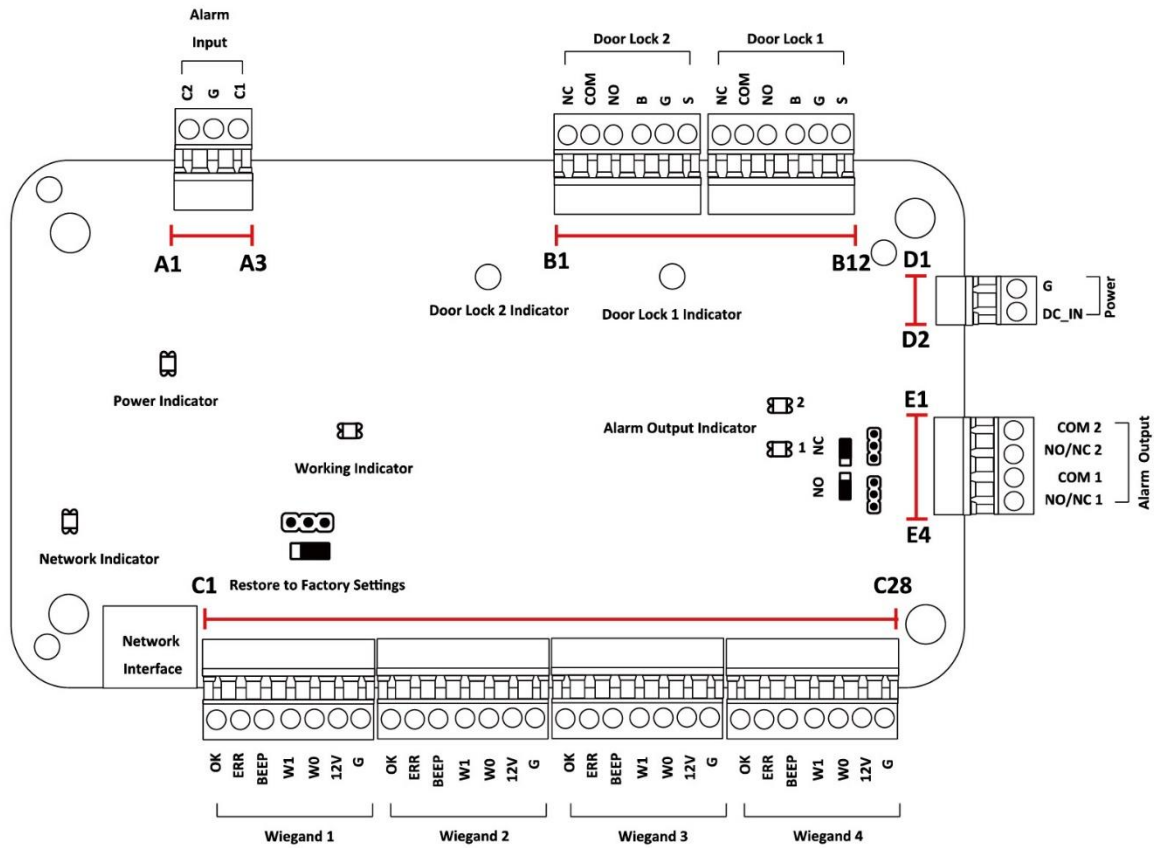 Alarm
Input
C2 G C1
Door Lock 2
Door Lock 1
NC COM NO B G S
NC COM NO B G S
A1 A3
B1 B12
D1
G
DC_IN
Power
D2
Door Lock 2 Indicator
Door Lock 1 Indicator
Power Indicator
Working Indicator
Network Indicator
Alarm Output Indicator
2
1
NC
NO
E1
COM 2
NO/NC 2
COM 1
NO/NC 1
Alarm Output
E4
Restore to Factory Settings
C1 C28
Network
Interface
OK ERR BEEP W1 W0 12V G
OK ERR BEEP W1 W0 12V G
OK ERR BEEP W1 W0 12V G
OK ERR BEEP W1 W0 12V G
Wiegand 1
Wiegand 2
Wiegand 3
Wiegand 4